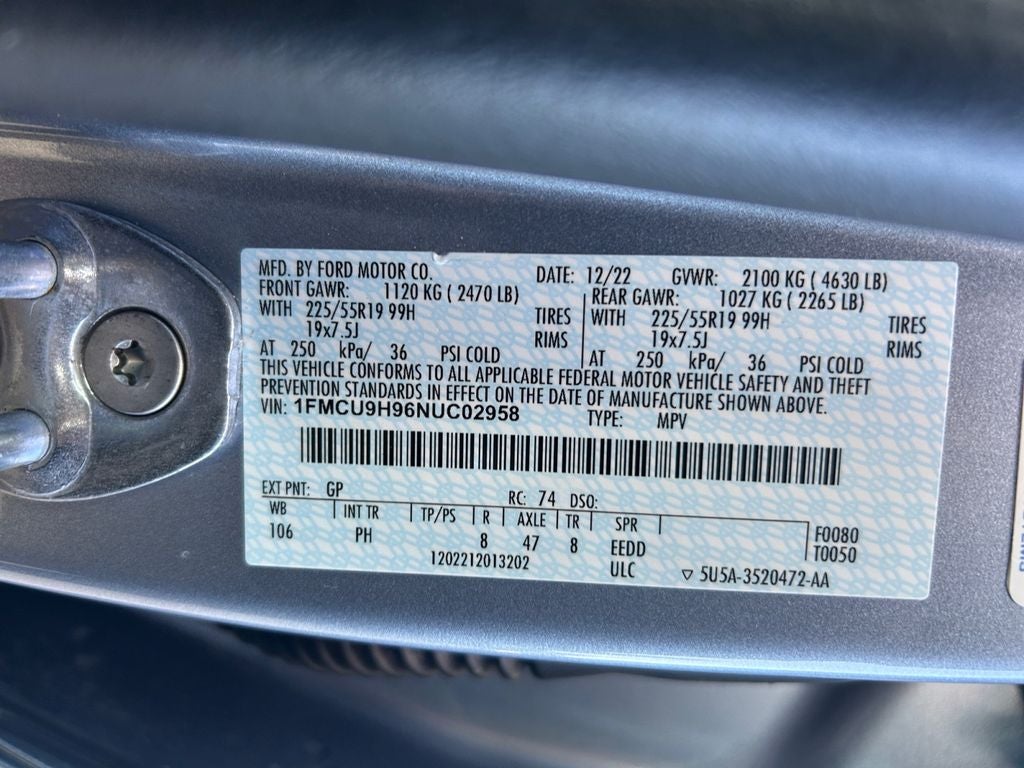 MFD. BY FORD MOTOR CO. DATE: 12/22 GVWR: 2100 KG ( 4630 LB)
FRONT GAWR: 1120 KG ( 2470 LB) REAR GAWR: 1027 KG ( 2265 LB)
WITH 225/55R19 99H TIRES WITH 225/55R19 99H TIRES
19x7.5J RIMS 19x7.5J RIMS
AT 250 kPa/ 36 PSI COLD AT 250 kPa/ 36 PSI COLD
THIS VEHICLE CONFORMS TO ALL APPLICABLE FEDERAL MOTOR VEHICLE SAFETY AND THEFT
PREVENTION STANDARDS IN EFFECT ON THE DATE OF MANUFACTURE SHOWN ABOVE.
VIN: 1FMCU9H96NUC02958 TYPE: MPV
EXT PNT: GP RC: 74 DSO:
WB INT TR TP/PS R AXLE TR SPR F0080
106 PH 8 47 8 EEDD T0050
1202212013202 ULC ▽ 5U5A-3520472-AA